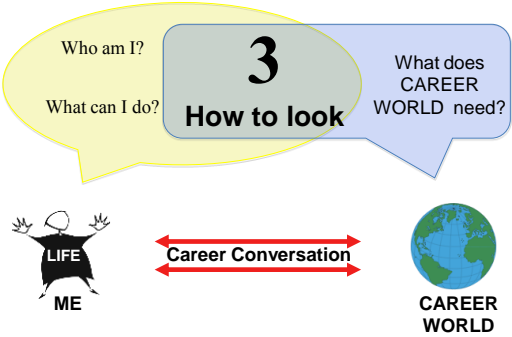 Who am I?
What can I do?
3
How to look
What does
CAREER
WORLD need?
LIFE
ME
Career Conversation
CAREER
WORLD